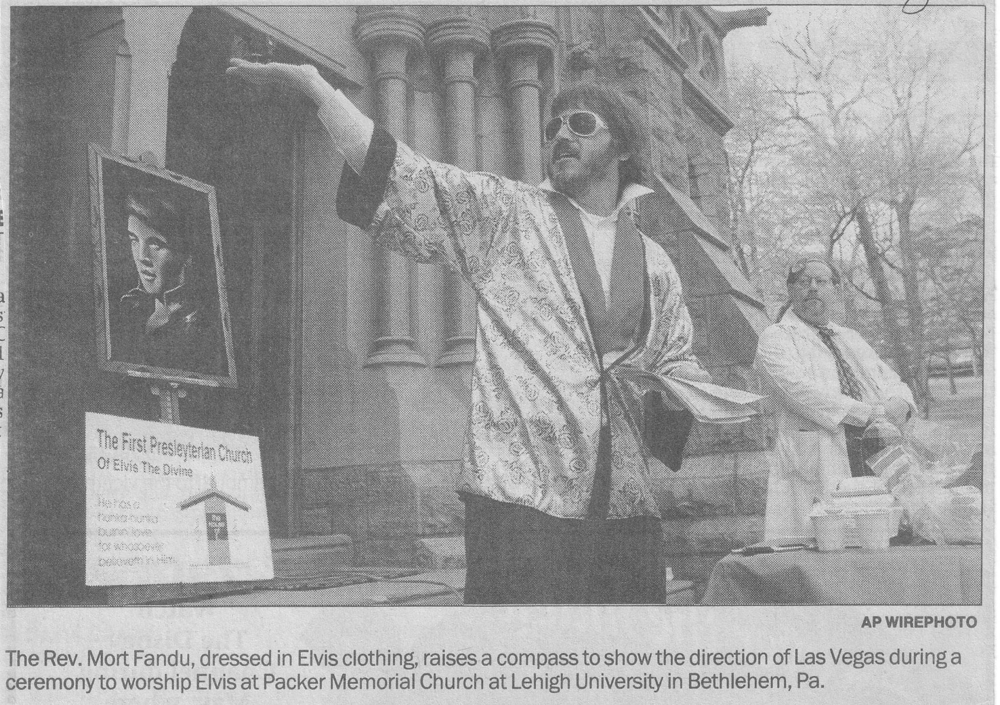 The First Presleyterian Church
Of Elvis The Divine
He has a
hunka-hunka
burnin love
for whosoever
believeth in Him.
AP WIREPHOTO
The Rev. Mort Fandu, dressed in Elvis clothing, raises a compass to show the direction of Las Vegas during a
ceremony to worship Elvis at Packer Memorial Church at Lehigh University in Bethlehem, Pa.